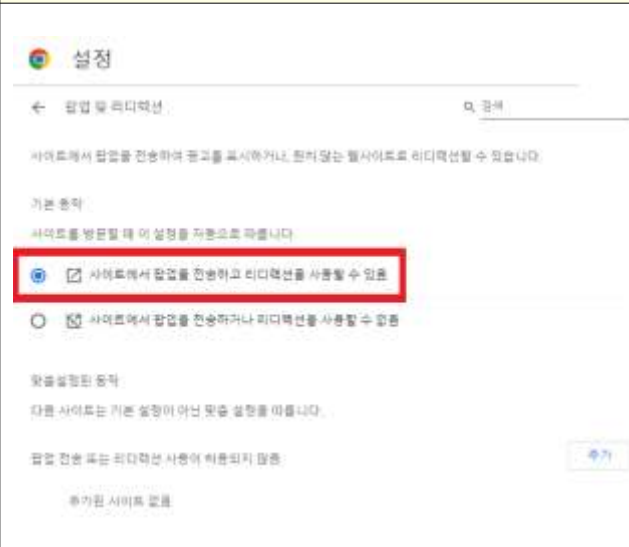 설정
팝업 및 리디렉션
검색
사이트에서 팝업을 전송하여 광고를 표시하거나, 원치 않는 웹사이트로 리디렉션될 수 있습니다.
기본 동작
사이트를 방문할 때 이 설정을 자동으로 따릅니다
사이트에서 팝업을 전송하고 리디렉션을 사용할 수 있음
사이트에서 팝업을 전송하거나 리디렉션을 사용할 수 없음
맞춤설정된 동작
다음 사이트는 기본 설정이 아닌 맞춤 설정을 따릅니다.
팝업 전송 또는 리디렉션 사용이 허용되지 않음
추가
추가된 사이트 없음